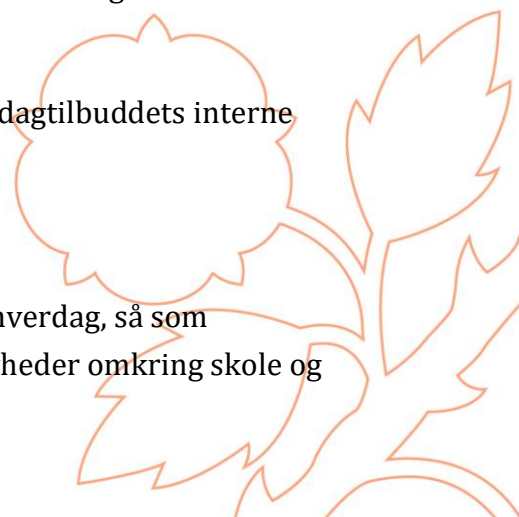 dagtilbuddets interne
hverdag, så som
heder omkring skole og